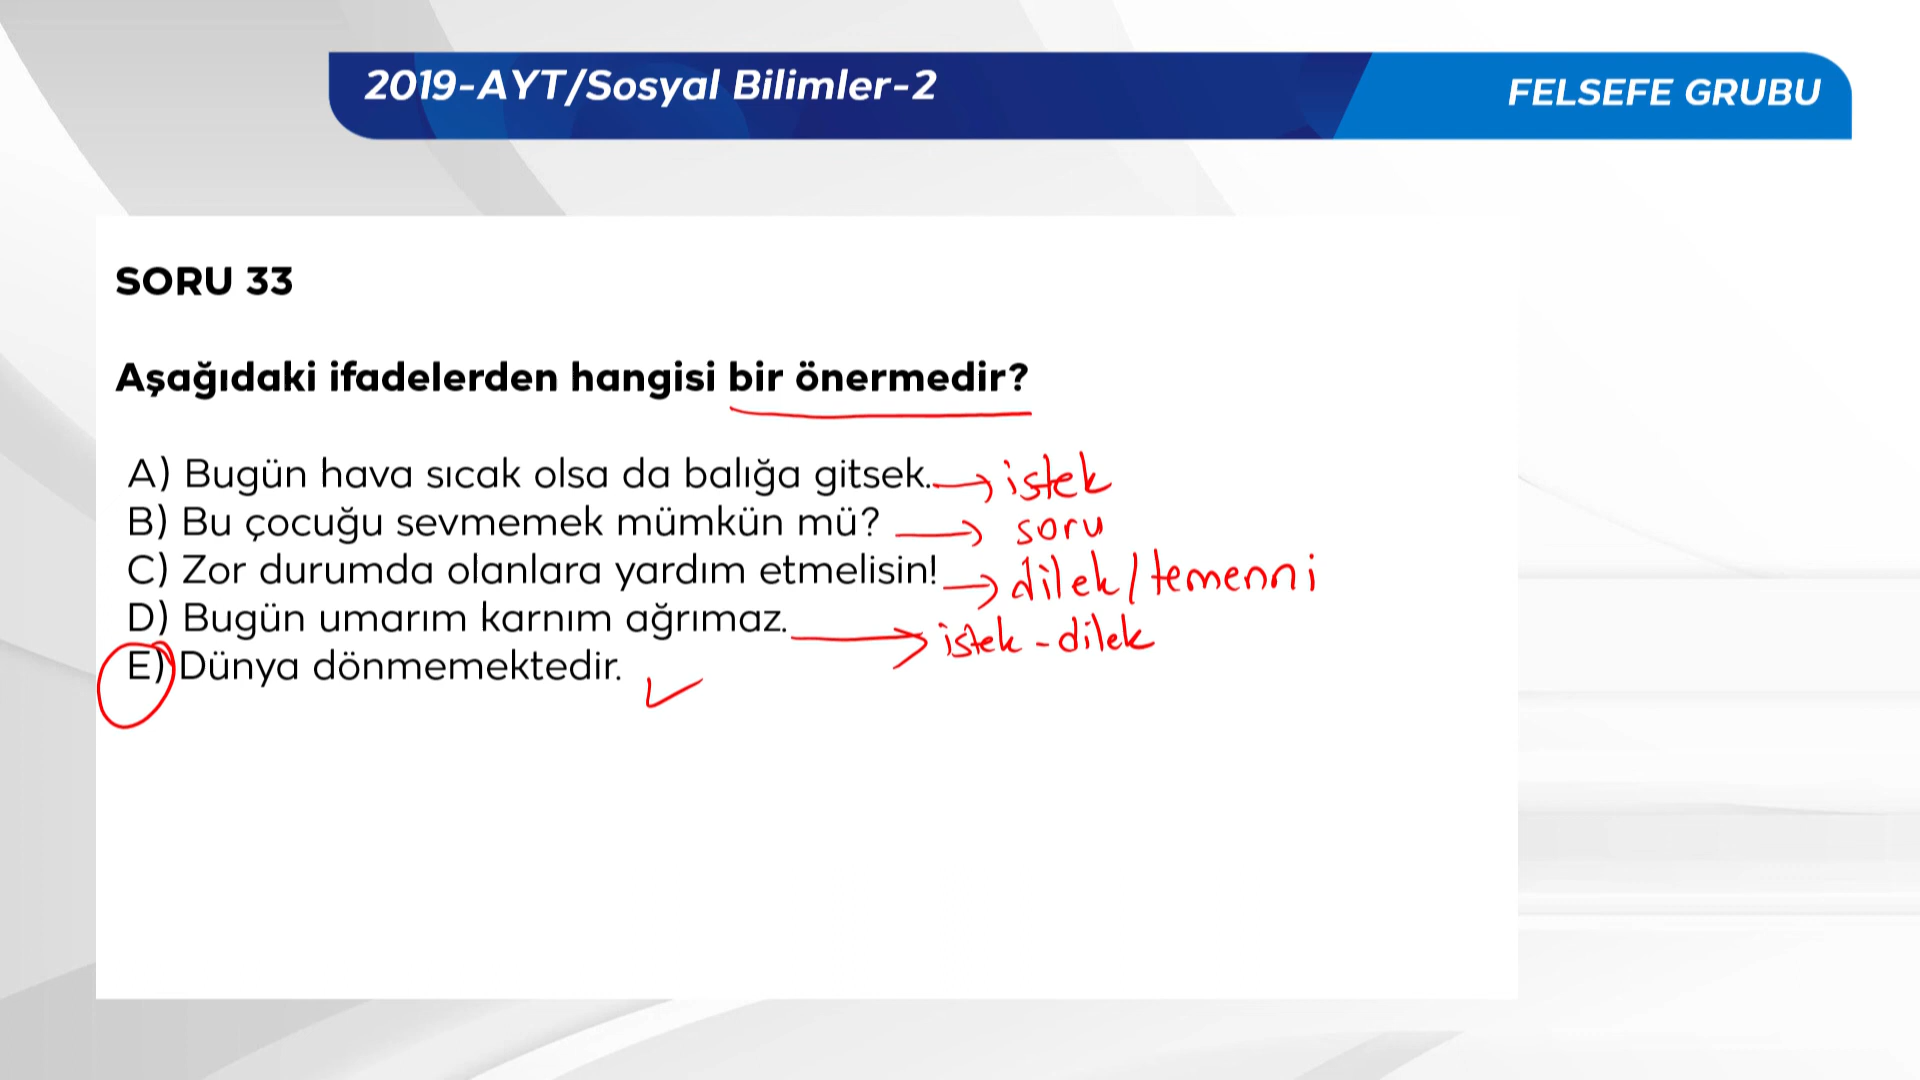 2019-AYT/Sosyal Bilimler-2
FELSEFE GRUBU
SORU 33
Aşağıdaki ifadelerden hangisi bir önermedir?
A) Bugün hava sıcak olsa da balığa gitsek. → istek
B) Bu çocuğu sevmemek mümkün mü? → soru
C) Zor durumda olanlara yardım etmelisin! → dilek/temenni
D) Bugün umarım karnım ağrımaz. → istek - dilek
E) Dünya dönmemektedir. ✓